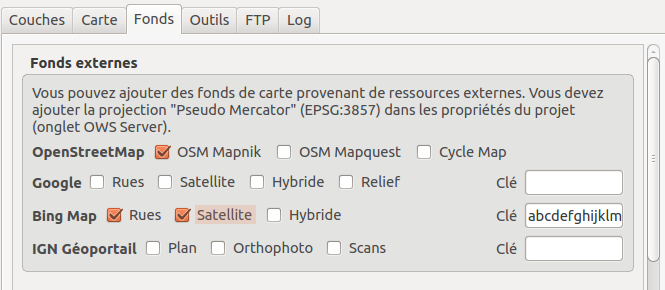 Couches Carte Fonds Outils FTP Log
Fonds externes
Vous pouvez ajouter des fonds de carte provenant de ressources externes. Vous devez
ajouter la projection "Pseudo Mercator" (EPSG:3857) dans les propriétés du projet
(onglet OWS Server).
OpenStreetMap OSM Mapnik OSM Mapquest Cycle Map
Google Rues Satellite Hybride Relief Clé
Bing Map Rues Satellite Hybride Clé abcdefghijklm
IGN Géoportail Plan Orthophoto Scans Clé